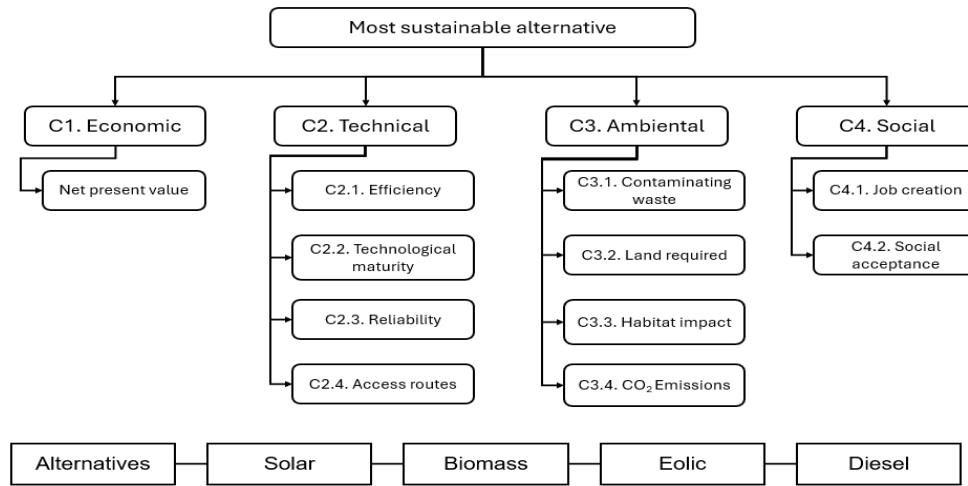 Most sustainable alternative
C1. Economic
C2. Technical
C3. Ambiental
C4. Social
Net present value
C2.1. Efficiency
C2.2. Technological
maturity
C2.3. Reliability
C2.4. Access routes
C3.1. Contaminating
waste
C3.2. Land required
C3.3. Habitat impact
C3.4. CO₂ Emissions
C4.1. Job creation
C4.2. Social
acceptance
Alternatives
Solar
Biomass
Eolic
Diesel